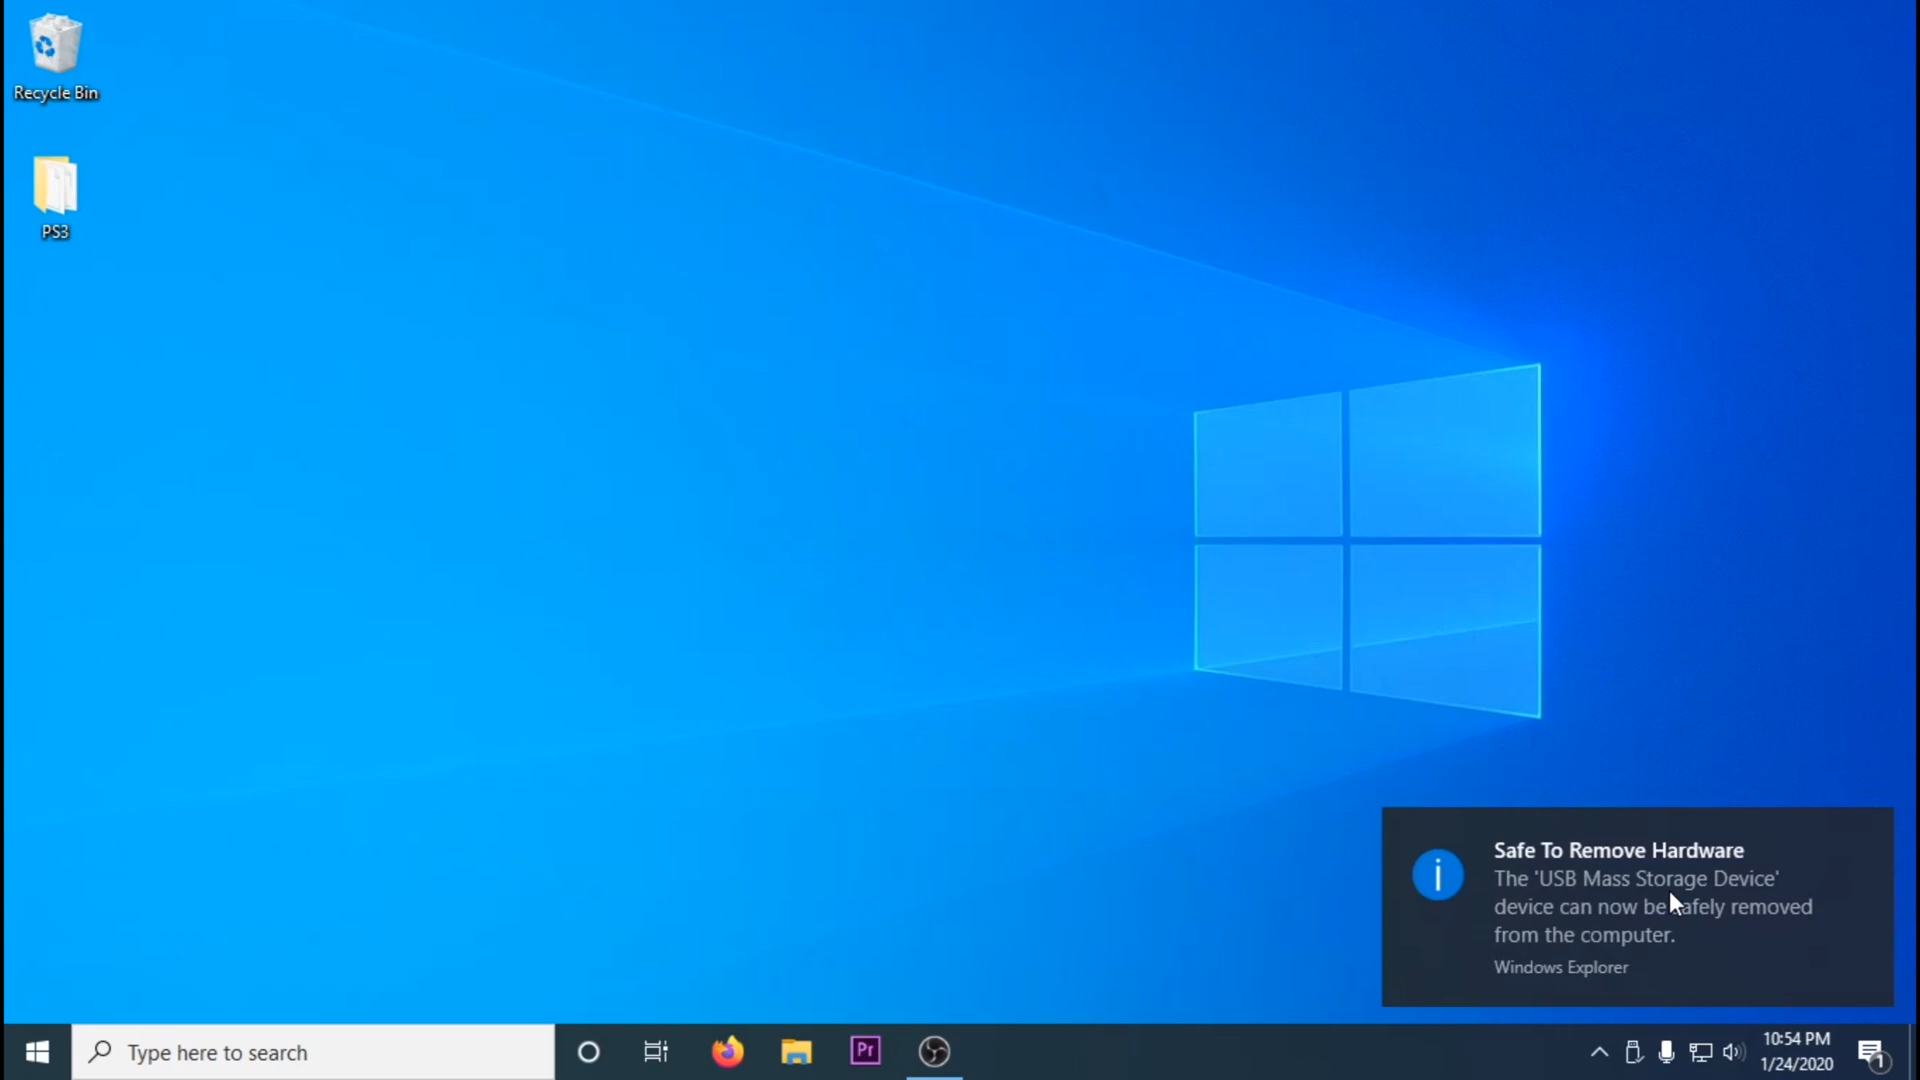 Recycle Bin
PS3
Safe To Remove Hardware
The 'USB Mass Storage Device'
device can now be safely removed
from the computer.
Windows Explorer
Type here to search
Pr
10:54 PM
1/24/2020
1